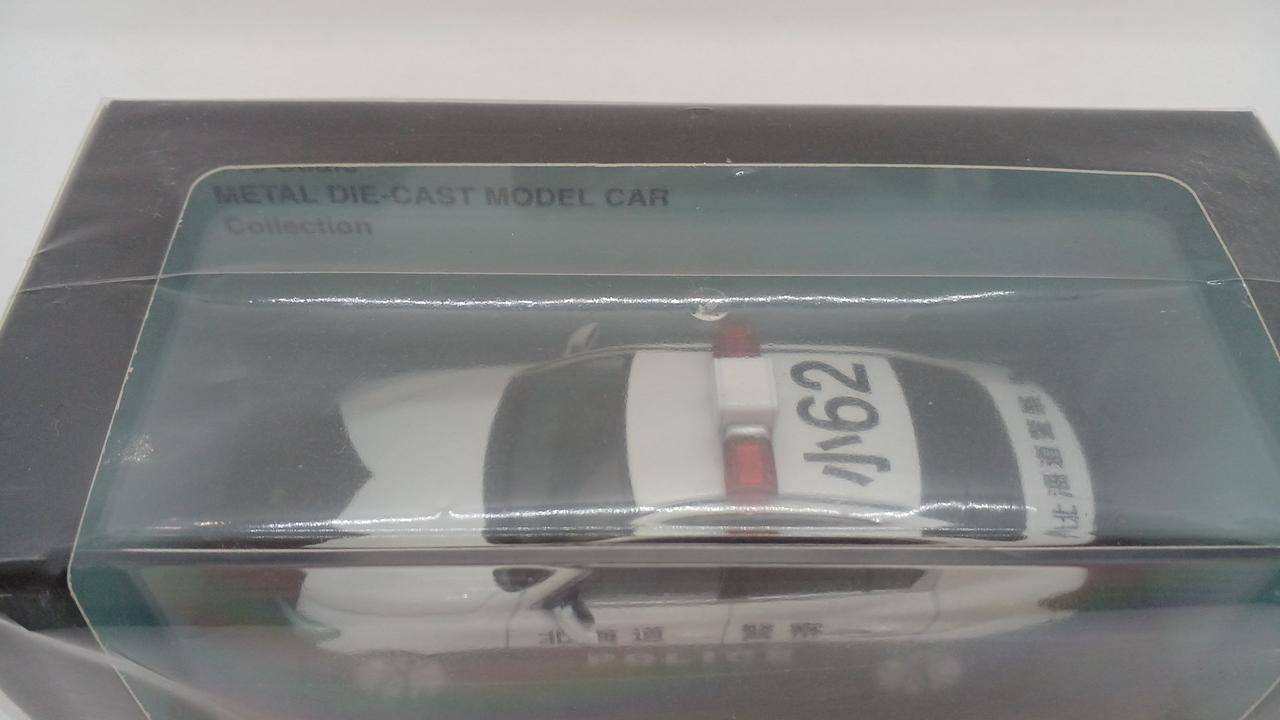 Scale
METAL DIE-CAST MODEL CAR
Collection
小62
北海道警察
北海道 警察
POLICE